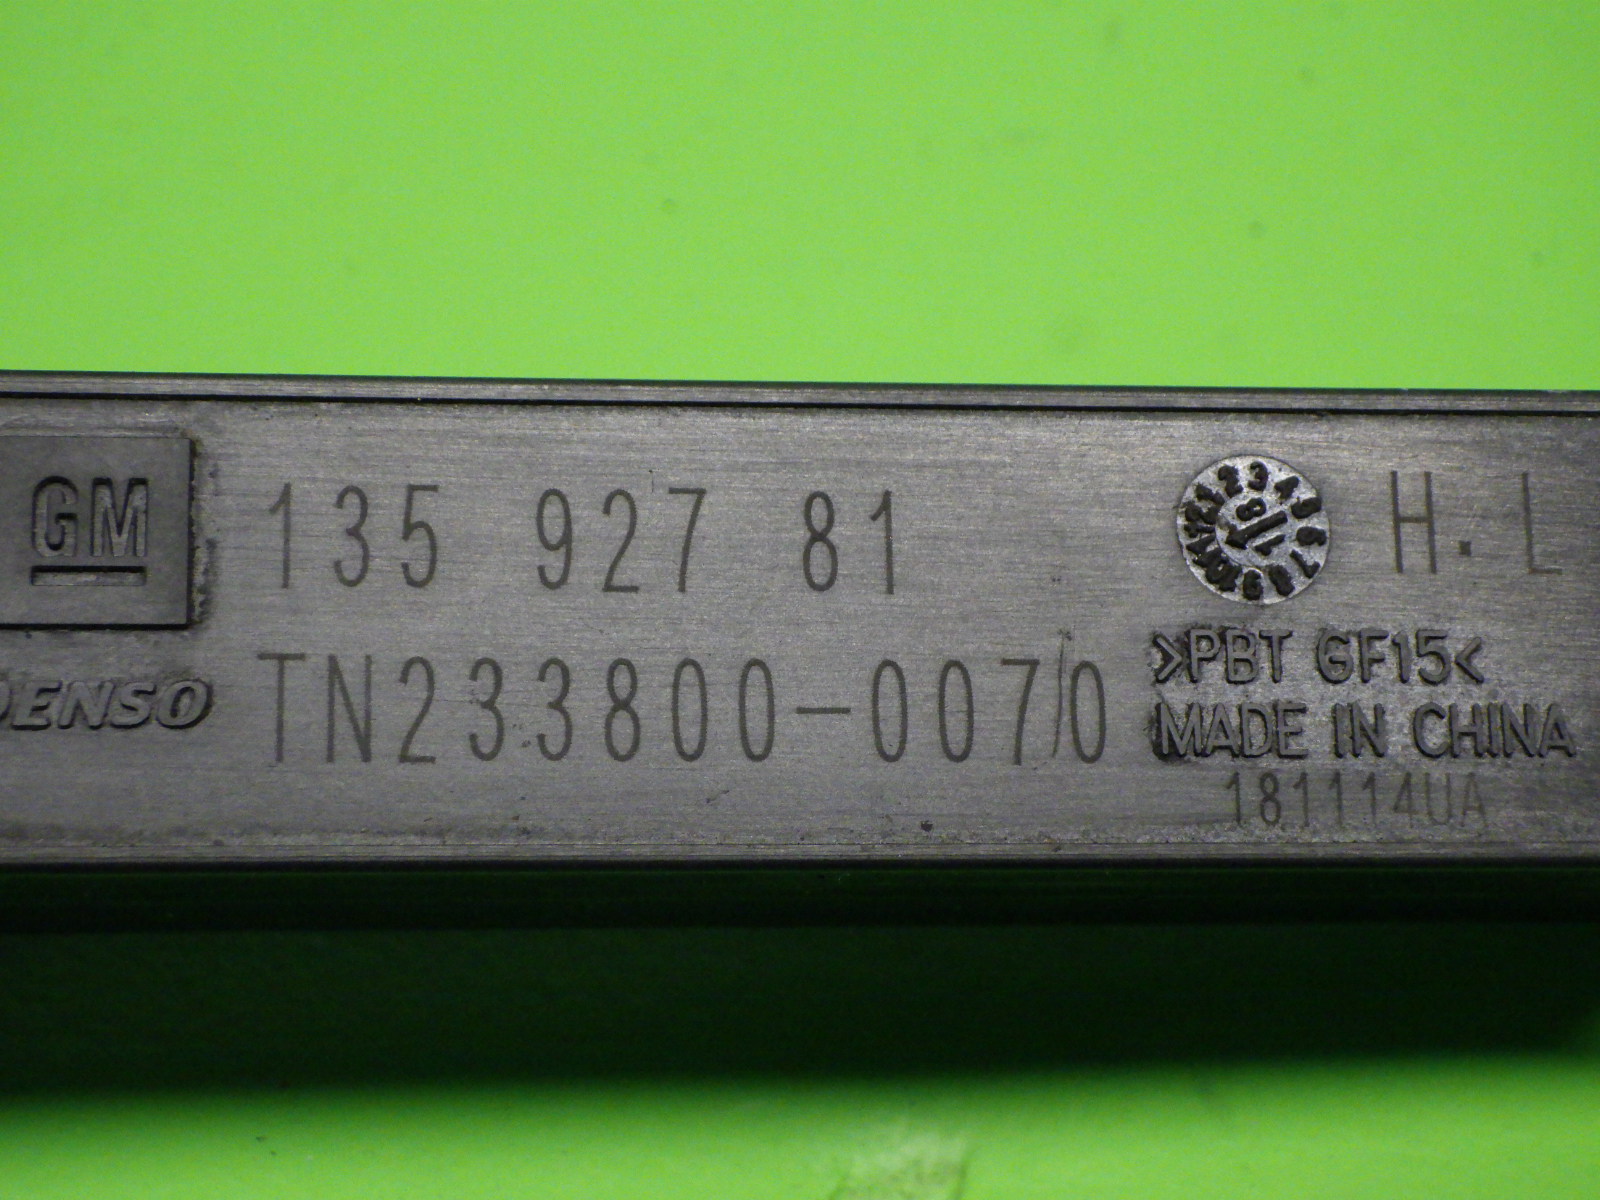 GM
135 927 81
H.L
DENSO
TN233800-0070
>PBT GF15<
MADE IN CHINA
181114UA